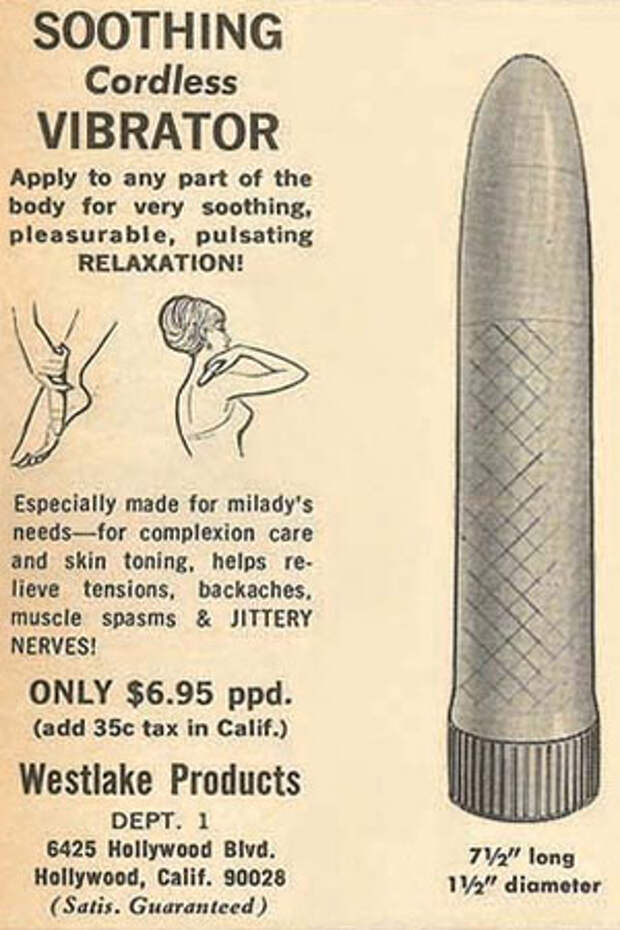 SOOTHING
Cordless
VIBRATOR
Apply to any part of the
body for very soothing,
pleasurable, pulsating
RELAXATION!
Especially made for milady's
needs—for complexion care
and skin toning, helps re-
lieve tensions, backaches,
muscle spasms & JITTERY
NERVES!
ONLY $6.95 ppd.
(add 35c tax in Calif.)
Westlake Products
DEPT. 1
6425 Hollywood Blvd.
Hollywood, Calif. 90028
(Satis. Guaranteed)
7½" long
1½" diameter